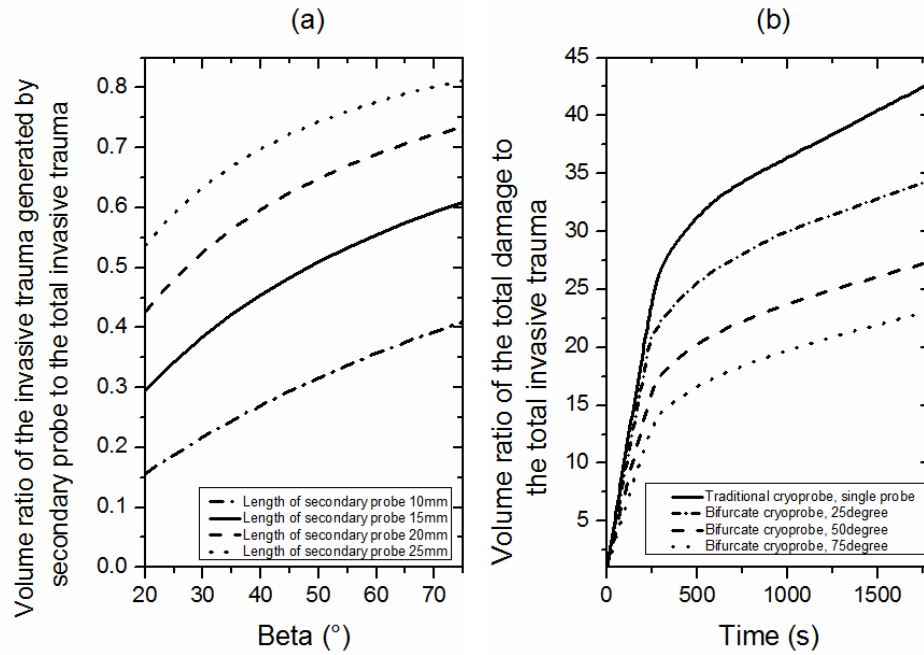 (a)
Volume ratio of the invasive trauma generated by
secondary probe to the total invasive trauma
0.8
0.7
0.6
0.5
0.4
0.3
0.2
0.1
0.0
Length of secondary probe 10mm
Length of secondary probe 15mm
Length of secondary probe 20mm
Length of secondary probe 25mm
20 30 40 50 60 70
Beta (°)
(b)
Volume ratio of the total damage to
the total invasive trauma
45
40
35
30
25
20
15
10
5
Traditional cryoprobe, single probe
Bifurcate cryoprobe, 25degree
Bifurcate cryoprobe, 50degree
Bifurcate cryoprobe, 75degree
0 500 1000 1500
Time (s)